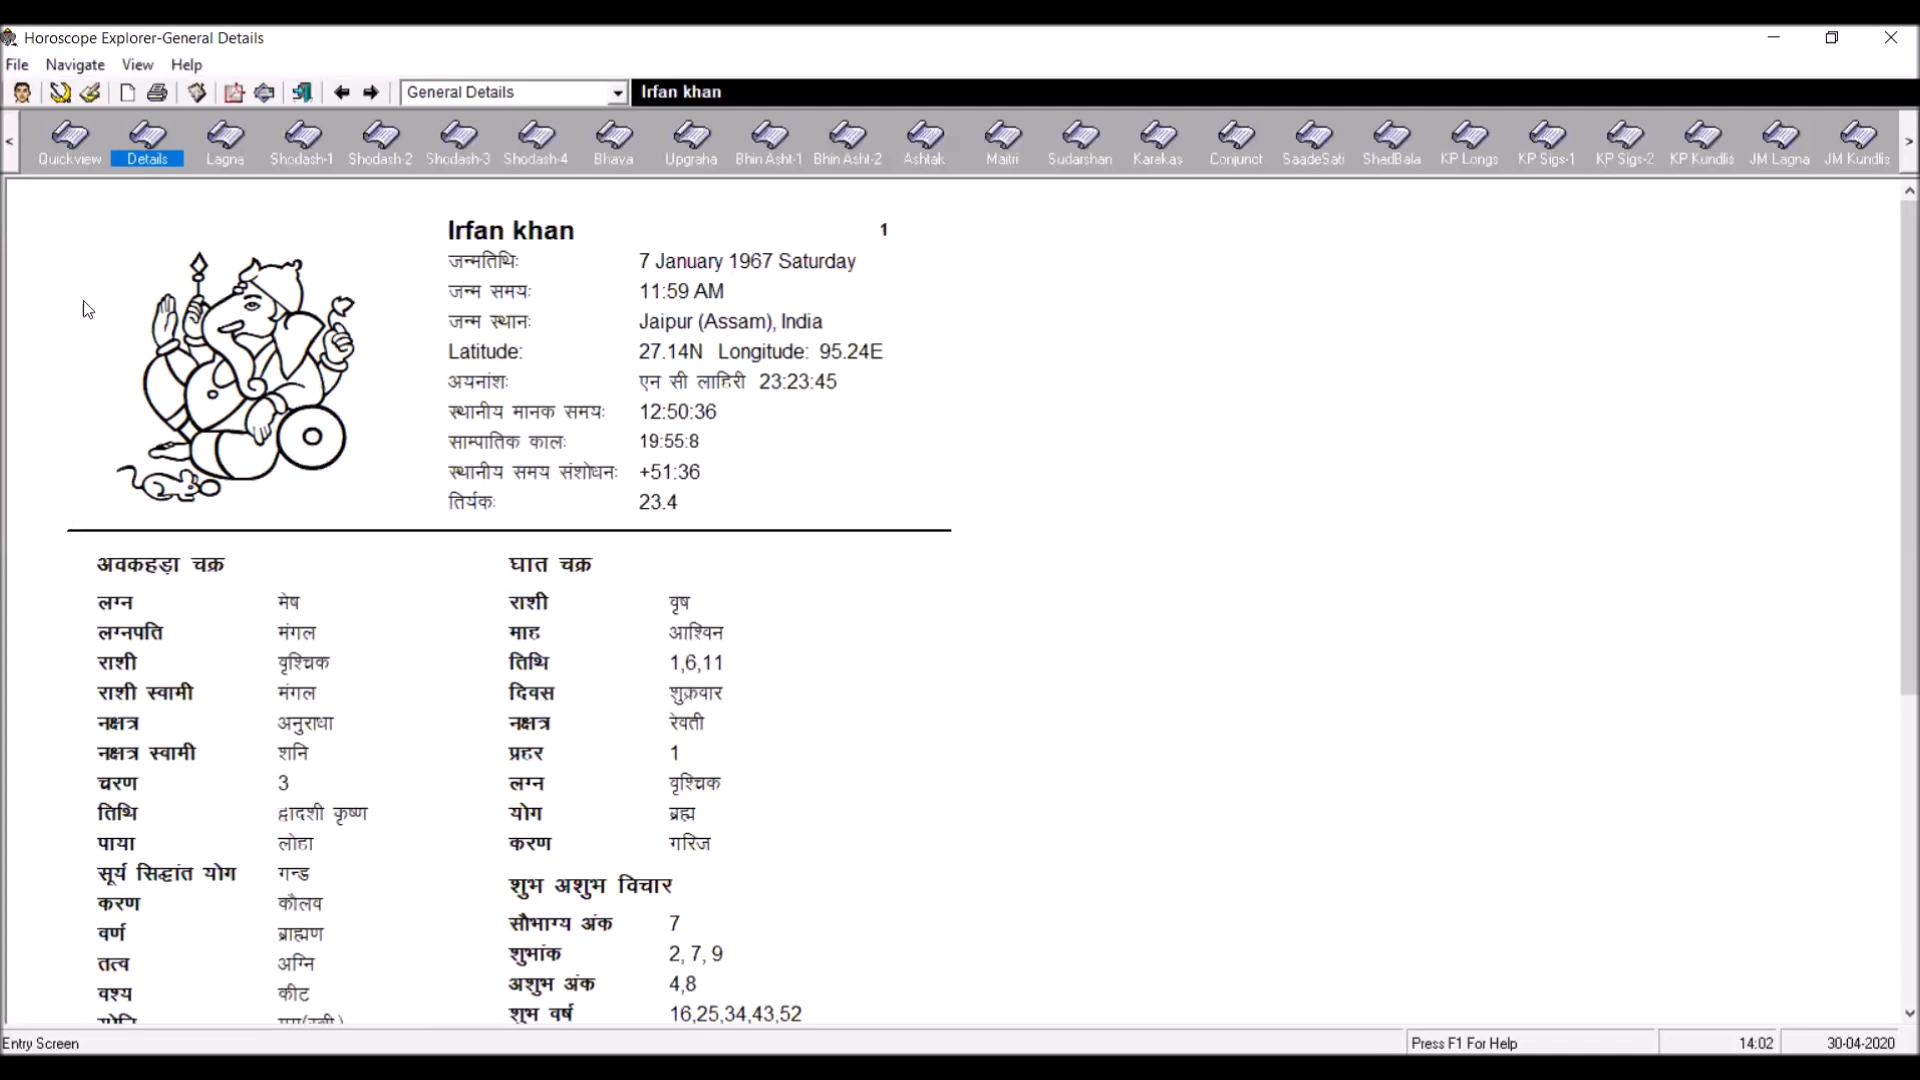 Horoscope Explorer-General Details
File Navigate View Help
General Details Irfan khan
< Quickview Details Lagna Shodash-1 Shodash-2 Shodash-3 Shodash-4 Bhava Upgraha Bhin Asht-1 Bhin Asht-2 Ashtak Maitri Sudarshan Karakas Conjunct SaadeSati ShadBala KP Longs KP Sigs-1 KP Sigs-2 KP Kundlis JM Lagna JM Kundlis >
Irfan khan 1
जन्मतिथिः 7 January 1967 Saturday
जन्म समयः 11:59 AM
जन्म स्थानः Jaipur (Assam), India
Latitude: 27.14N Longitude: 95.24E
अयनांशः एन सी लाहिरी 23:23:45
स्थानीय मानक समयः 12:50:36
साम्पातिक कालः 19:55:8
स्थानीय समय संशोधनः +51:36
तिर्यकः 23.4
अवकहड़ा चक्र घात चक्र
लग्न मेष राशी वृष
लग्नपति मंगल माह आश्विन
राशी वृश्चिक तिथि 1,6,11
राशी स्वामी मंगल दिवस शुक्रवार
नक्षत्र अनुराधा नक्षत्र रेवती
नक्षत्र स्वामी शनि प्रहर 1
चरण 3 लग्न वृश्चिक
तिथि द्वादशी कृष्ण योग ब्रह्म
पाया लोहा करण गरिज
सूर्य सिद्धांत योग गन्ड
शुभ अशुभ विचार
करण कौलव सौभाग्य अंक 7
वर्ण ब्राह्मण शुभांक 2, 7, 9
तत्व अग्नि अशुभ अंक 4,8
वश्य कीट शुभ वर्ष 16,25,34,43,52
Entry Screen Press F1 For Help 14:02 30-04-2020